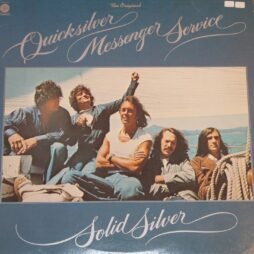 The Original
Quicksilver
Messenger Service
Solid Silver